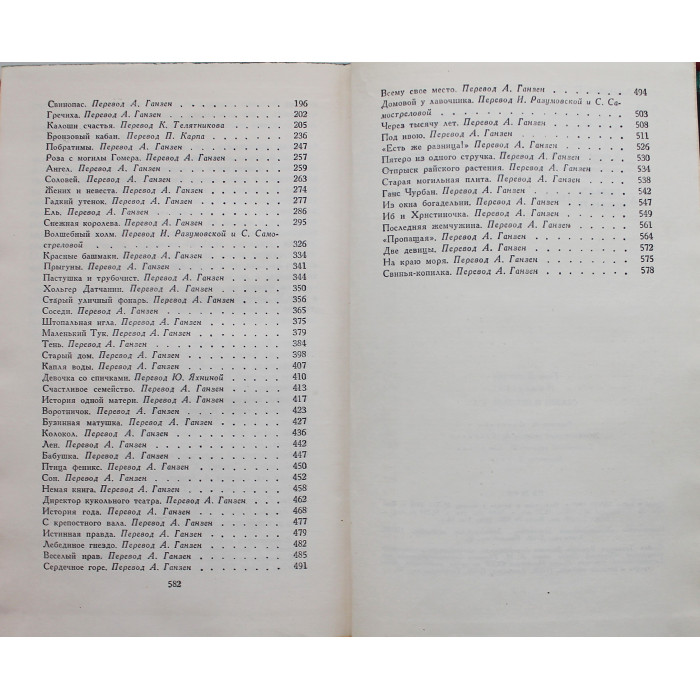 Свинопас. Перевод А. Ганзен . . . . . . . . . . 196
Гречиха. Перевод А. Ганзен . . . . . . . . . . 202
Калоши счастья. Перевод К. Телятникова . . . . . . 205
Бронзовый кабан. Перевод П. Карпа . . . . . . . 236
Побратимы. Перевод А. Ганзен . . . . . . . . . 247
Роза с могилы Гомера. Перевод А. Ганзен . . . . . . 257
Ангел. Перевод А. Ганзен . . . . . . . . . . . 259
Соловей. Перевод А. Ганзен . . . . . . . . . . 263
Жених и невеста. Перевод А. Ганзен . . . . . . . 274
Гадкий утенок. Перевод А. Ганзен . . . . . . . . 277
Ель. Перевод А. Ганзен . . . . . . . . . . . 286
Снежная королева. Перевод А. Ганзен . . . . . . . 295
Волшебный холм. Перевод И. Разумовской и С. Само-
стреловой . . . . . . . . . . . . . . . 326
Красные башмаки. Перевод А. Ганзен . . . . . . . 334
Прыгуны. Перевод А. Ганзен . . . . . . . . . . 341
Пастушка и трубочист. Перевод А. Ганзен . . . . . . 344
Хольгер Датчанин. Перевод А. Ганзен . . . . . . . 350
Старый уличный фонарь. Перевод А. Ганзен . . . . . 356
Соседи. Перевод А. Ганзен . . . . . . . . . . 365
Штопальная игла. Перевод А. Ганзен . . . . . . . 375
Маленький Тук. Перевод А. Ганзен . . . . . . . . 379
Тень. Перевод А. Ганзен . . . . . . . . . . . 384
Старый дом. Перевод А. Ганзен . . . . . . . . . 398
Капля воды. Перевод А. Ганзен . . . . . . . . . 407
Девочка со спичками. Перевод Ю. Яхниной . . . . . 410
Счастливое семейство. Перевод А. Ганзен . . . . . . 413
История одной матери. Перевод А. Ганзен . . . . . . 417
Воротничок. Перевод А. Ганзен . . . . . . . . . 423
Бузинная матушка. Перевод А. Ганзен . . . . . . . 427
Колокол. Перевод А. Ганзен . . . . . . . . . . 436
Лен. Перевод А. Ганзен . . . . . . . . . . . 442
Бабушка. Перевод А. Ганзен . . . . . . . . . . 447
Птица феникс. Перевод А. Ганзен . . . . . . . . 450
Сон. Перевод А. Ганзен . . . . . . . . . . . 452
Немая книга. Перевод А. Ганзен . . . . . . . . . 458
Директор кукольного театра. Перевод А. Ганзен . . . . 462
История года. Перевод А. Ганзен . . . . . . . . 468
С крепостного вала. Перевод А. Ганзен . . . . . . . 477
Истинная правда. Перевод А. Ганзен . . . . . . . 479
Лебединое гнездо. Перевод А. Ганзен . . . . . . . 482
Веселый нрав. Перевод А. Ганзен . . . . . . . . 485
Сердечное горе. Перевод А. Ганзен . . . . . . . . 491
582
Всему свое место. Перевод А. Ганзен . . . . . . . 494
Домовой у лавочника. Перевод И. Разумовской и С. Са-
мостреловой . . . . . . . . . . . . . . 503
Через тысячу лет. Перевод А. Ганзен . . . . . . . 508
Под ивою. Перевод А. Ганзен . . . . . . . . . . 511
«Есть же разница!» Перевод А. Ганзен . . . . . . . 526
Пятеро из одного стручка. Перевод А. Ганзен . . . . . 530
Отпрыск райского растения. Перевод А. Ганзен . . . . 534
Старая могильная плита. Перевод А. Ганзен . . . . . 538
Ганс Чурбан. Перевод А. Ганзен . . . . . . . . . 542
Из окна богадельни. Перевод А. Ганзен . . . . . . . 547
Иб и Христиночка. Перевод А. Ганзен . . . . . . . 549
Последняя жемчужина. Перевод А. Ганзен . . . . . . 561
«Пропащая». Перевод А. Ганзен . . . . . . . . . 564
Две девицы. Перевод А. Ганзен . . . . . . . . . 572
На краю моря. Перевод А. Ганзен . . . . . . . . 575
Свинья-копилка. Перевод А. Ганзен . . . . . . . . 578